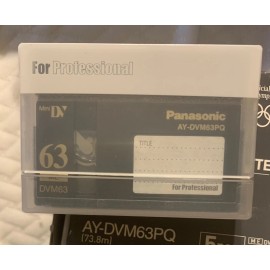 For Professional
Mini DV
Panasonic
AY-DVM63PQ
63
TITLE
DVM63
For Professional
AY-DVM63PQ
[73.8m]